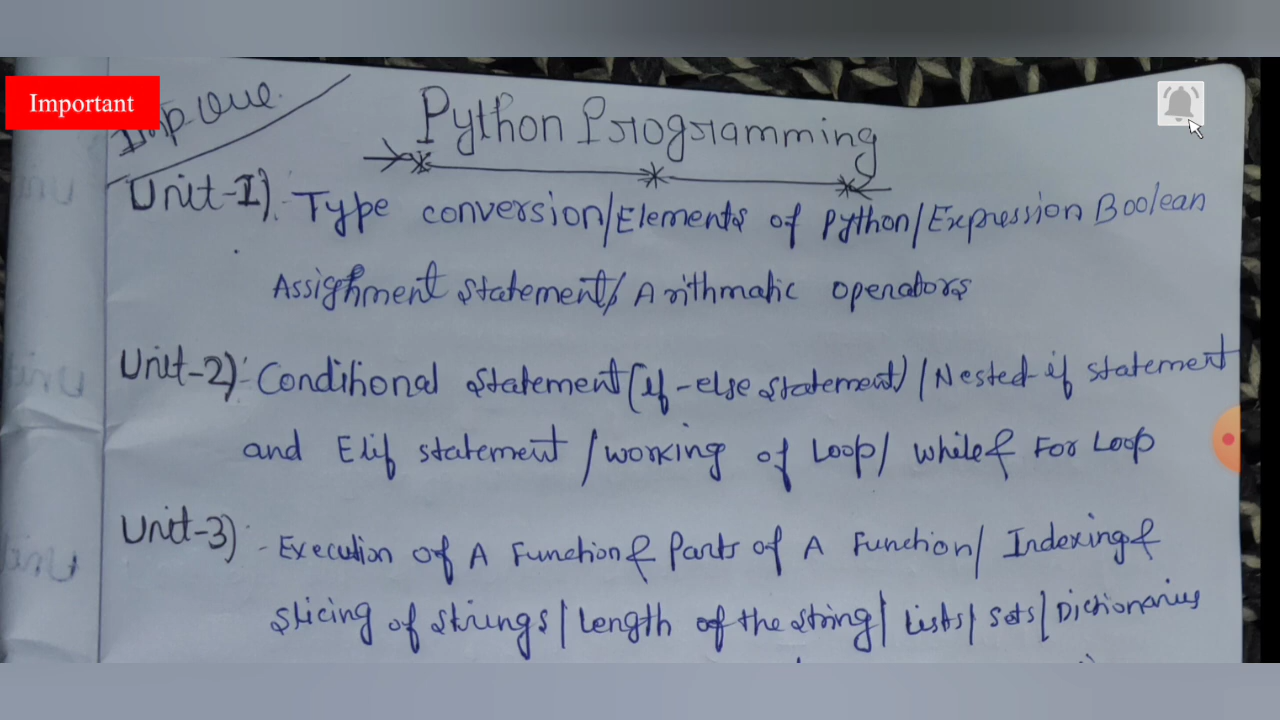 Important
Imp Que.
Python Programming
Unit-1). Type conversion/Elements of Python/Expression Boolean
Assignment Statement/Arithmatic operators
Unit-2):- Conditional Statement(if-else statement)/Nested-if statement
and Elif statement/working of Loop/while& For Loop
Unit-3):- Execution of A Function& Parts of A Function/Indexing&
Slicing of strings/Length of the string/Lists/Sets/Dictionaries